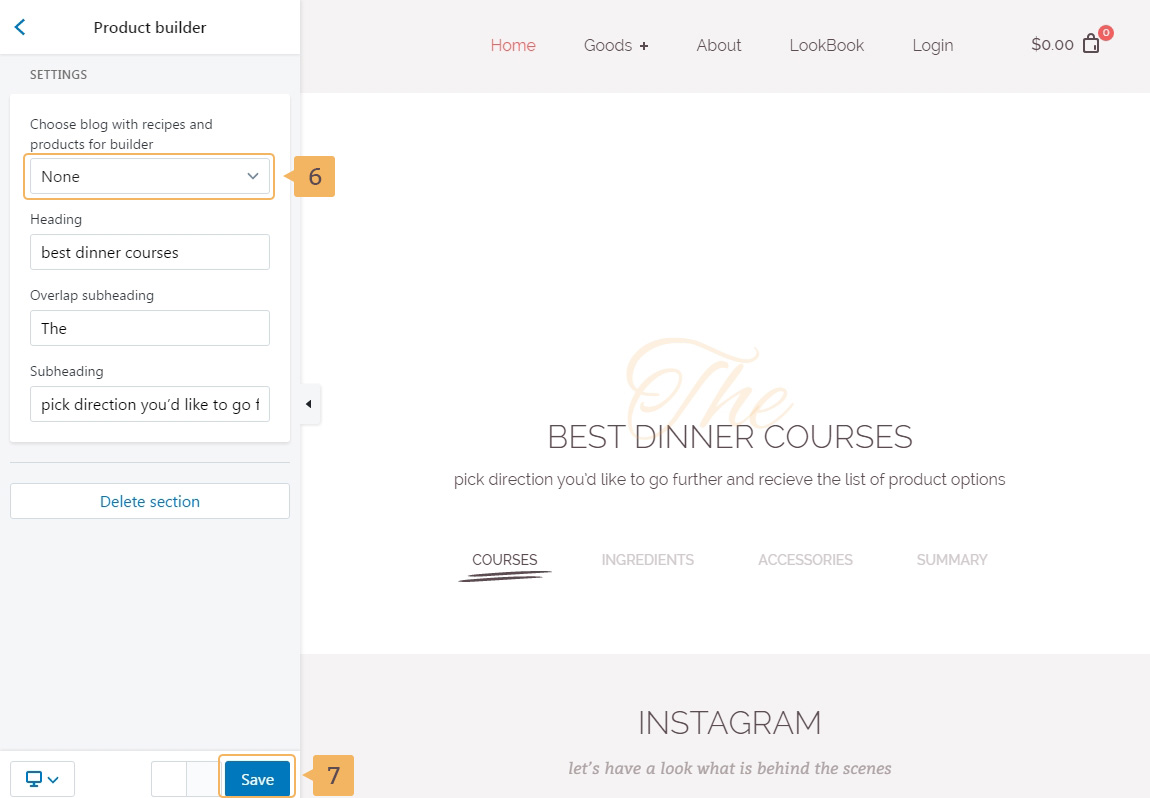 Product builder
SETTINGS
Choose blog with recipes and
products for builder
None
6
Heading
best dinner courses
Overlap subheading
The
Subheading
pick direction you'd like to go f
Delete section
Save
7
Home Goods + About LookBook Login $0.00 0
The
BEST DINNER COURSES
pick direction you'd like to go further and recieve the list of product options
COURSES INGREDIENTS ACCESSORIES SUMMARY
INSTAGRAM
let's have a look what is behind the scenes